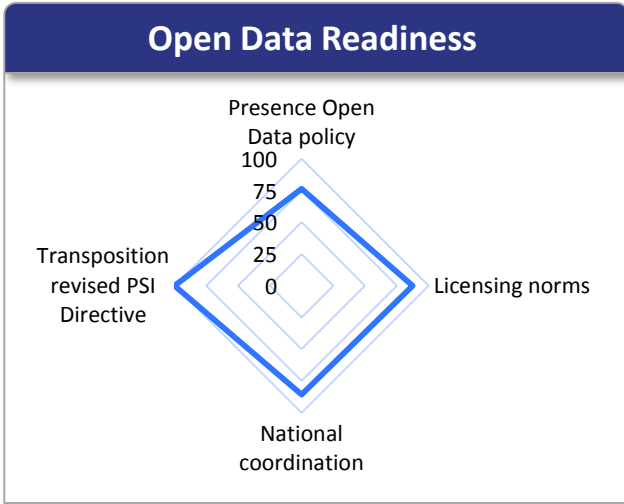 Open Data Readiness
Presence Open
Data policy
100
75
50
25
0
Transposition
revised PSI
Directive
Licensing norms
National
coordination